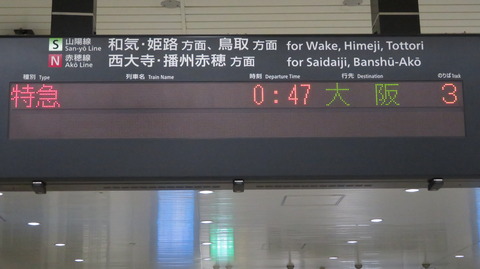 S 山陽線 San-yō Line 和気・姫路方面、鳥取方面 for Wake, Himeji, Tottori
N 赤穂線 Akō Line 西大寺・播州赤穂方面 for Saidaiji, Banshū-Akō
種別 Type 列車名 Train Name 時刻 Departure Time 行先 Destination のりば Track
特急 0:47 大阪 3